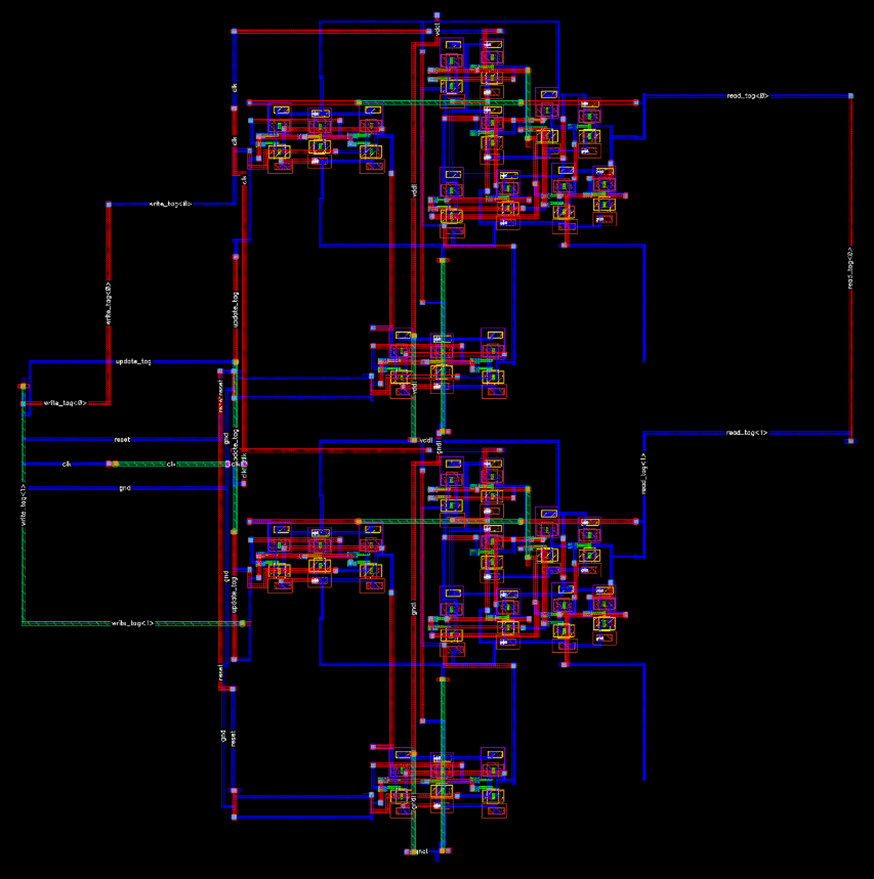 vdd!
clk
read_tag<0>
clk
clk
vdd!
write_tag<0>
read_tag<0>
write_tag<0>
update_tag
update_tag
vdd!
reset
write_tag<0>
read_tag<1>
reset
gnd
update_tag
vdd!
gnd!
clk
clk
read_tag<1>
gnd
write_tag<1>
gnd
update_tag
gnd!
write_tag<1>
reset
gnd
reset
gnd!
gnd!